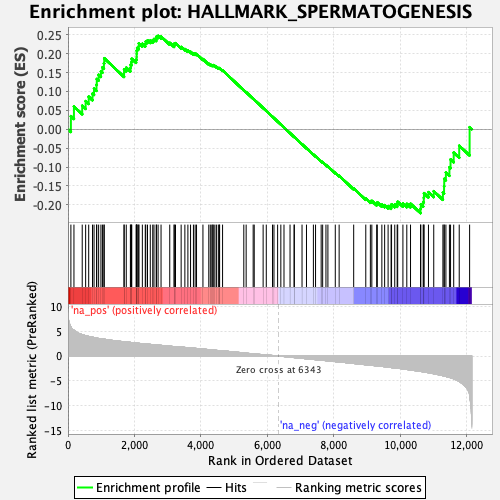 Enrichment plot: HALLMARK_SPERMATOGENESIS
Enrichment score (ES)
0.25
0.20
0.15
0.10
0.05
0.00
-0.05
-0.10
-0.15
-0.20
Ranked list metric (PreRanked)
10
5
0
-5
-10
-15
'na_pos' (positively correlated)
Zero cross at 6343
'na_neg' (negatively correlated)
0
2,000
4,000
6,000
8,000
10,000
12,000
Rank in Ordered Dataset
Enrichment profile
Hits
Ranking metric scores